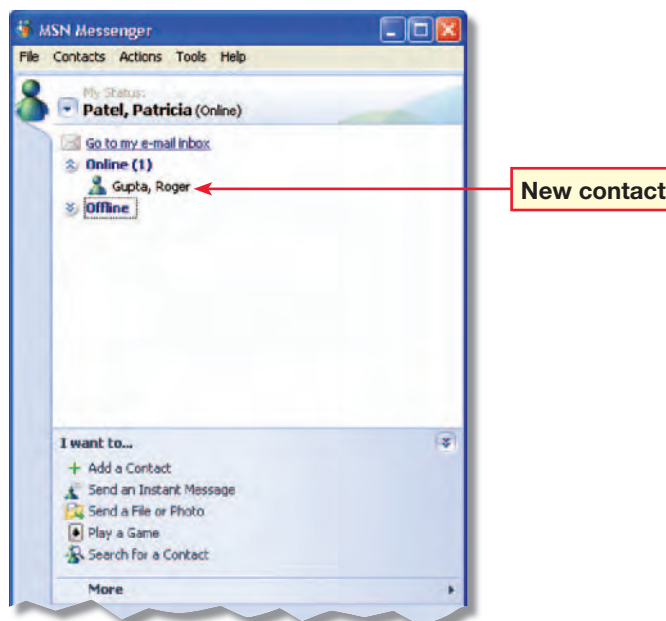 MSN Messenger
File Contacts Actions Tools Help
My Status:
Patel, Patricia (Online)
Go to my e-mail inbox
Online (1)
Gupta, Roger
New contact
Offline
I want to...
Add a Contact
Send an Instant Message
Send a File or Photo
Play a Game
Search for a Contact
More